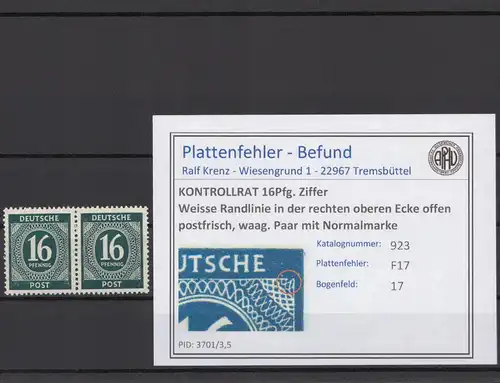 Plattenfehler - Befund
Ralf Krenz - Wiesengrund 1 - 22967 Tremsbüttel
KONTROLLRAT 16Pfg. Ziffer
Weisse Randlinie in der rechten oberen Ecke offen
postfrisch, waag. Paar mit Normalmarke
Katalognummer: 923
Plattenfehler: F17
Bogenfeld: 17
UTSCHE
16
PID: 3701/3,5
DEUTSCHE DEUTSCHE
16 16
PFENNIG PFENNIG
POST POST